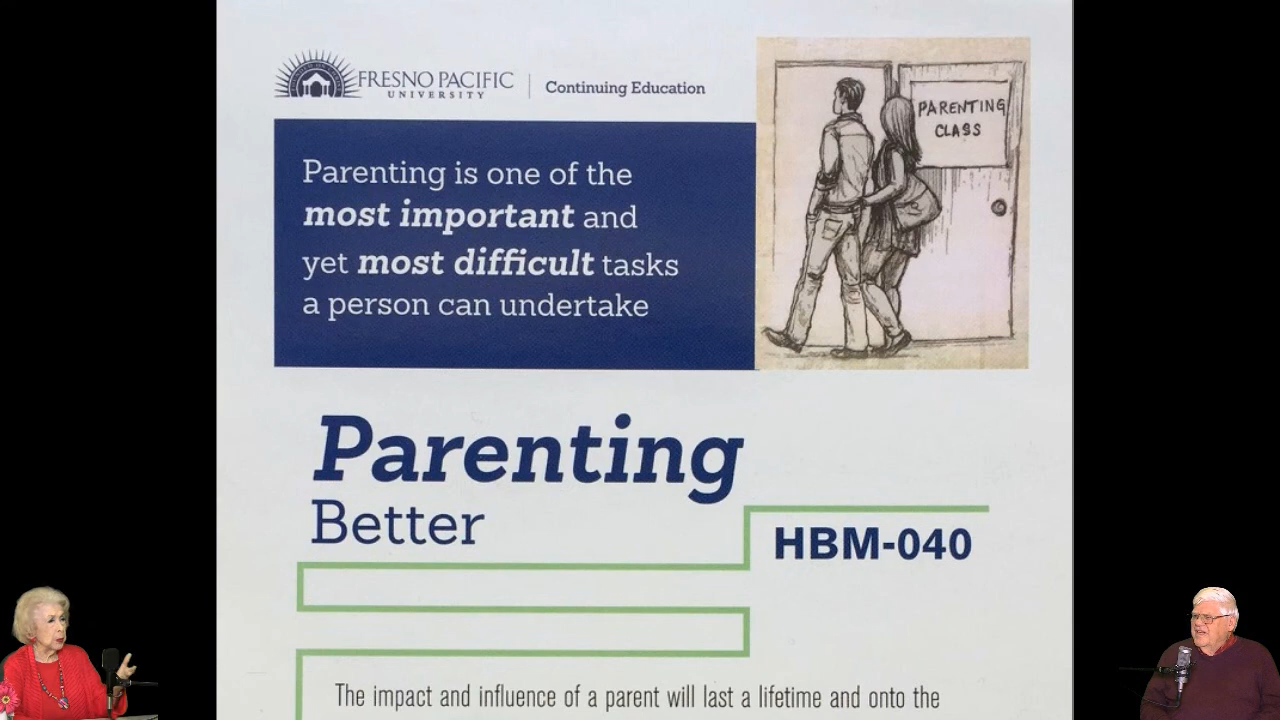 FRESNO PACIFIC
UNIVERSITY
Continuing Education
Parenting is one of the
most important and
yet most difficult tasks
a person can undertake
PARENTING
CLASS
Parenting
Better
HBM-040
The impact and influence of a parent will last a lifetime and onto the